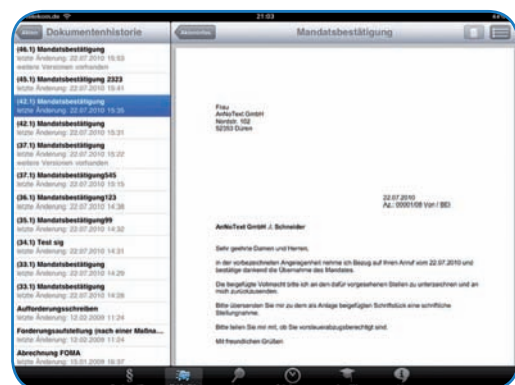 21:03
Akten
Dokumentenhistorie
(46.1) Mandatsbestätigung
letzte Änderung: 22.07.2010 15:53
weitere Versionen vorhanden
(45.1) Mandatsbestätigung 2323
letzte Änderung: 22.07.2010 15:41
(42.1) Mandatsbestätigung
letzte Änderung: 22.07.2010 15:35
(42.1) Mandatsbestätigung
letzte Änderung: 22.07.2010 15:31
(37.1) Mandatsbestätigung
letzte Änderung: 22.07.2010 15:22
weitere Versionen vorhanden
(37.1) Mandatsbestätigung545
letzte Änderung: 22.07.2010 15:15
(36.1) Mandatsbestätigung123
letzte Änderung: 22.07.2010 14:38
(35.1) Mandatsbestätigung99
letzte Änderung: 22.07.2010 14:32
(34.1) Test sig
letzte Änderung: 22.07.2010 14:31
(33.1) Mandatsbestätigung
letzte Änderung: 22.07.2010 14:29
(33.1) Mandatsbestätigung
letzte Änderung: 22.07.2010 14:28
Aufforderungsschreiben
letzte Änderung: 12.02.2009 11:24
Forderungsaufstellung (nach einer Maßna...
letzte Änderung: 12.02.2009 11:24
Abrechnung FOMA
letzte Änderung: 15.01.2009 16:37
Mandatsbestätigung
Frau
AnNoText GmbH
Nordstr. 102
52353 Düren
22.07.2010
Az.: 00001/08 Von / BEI
AnNoText GmbH ./. Schneider
Sehr geehrte Damen und Herren,
in der vorbezeichneten Angelegenheit nehme ich Bezug auf Ihren Anruf vom 22.07.2010 und
bestätige dankend die Übernahme des Mandates.
Die beigefügte Vollmacht bitte ich an den dafür vorgesehenen Stellen zu unterzeichnen und an
mich zurückzusenden.
Bitte übersenden Sie mir zu dem als Anlage beigefügten Schriftstück eine schriftliche
Stellungnahme.
Bitte teilen Sie mir mit, ob Sie vorsteuerabzugsberechtigt sind.
Mit freundlichen Grüßen
§